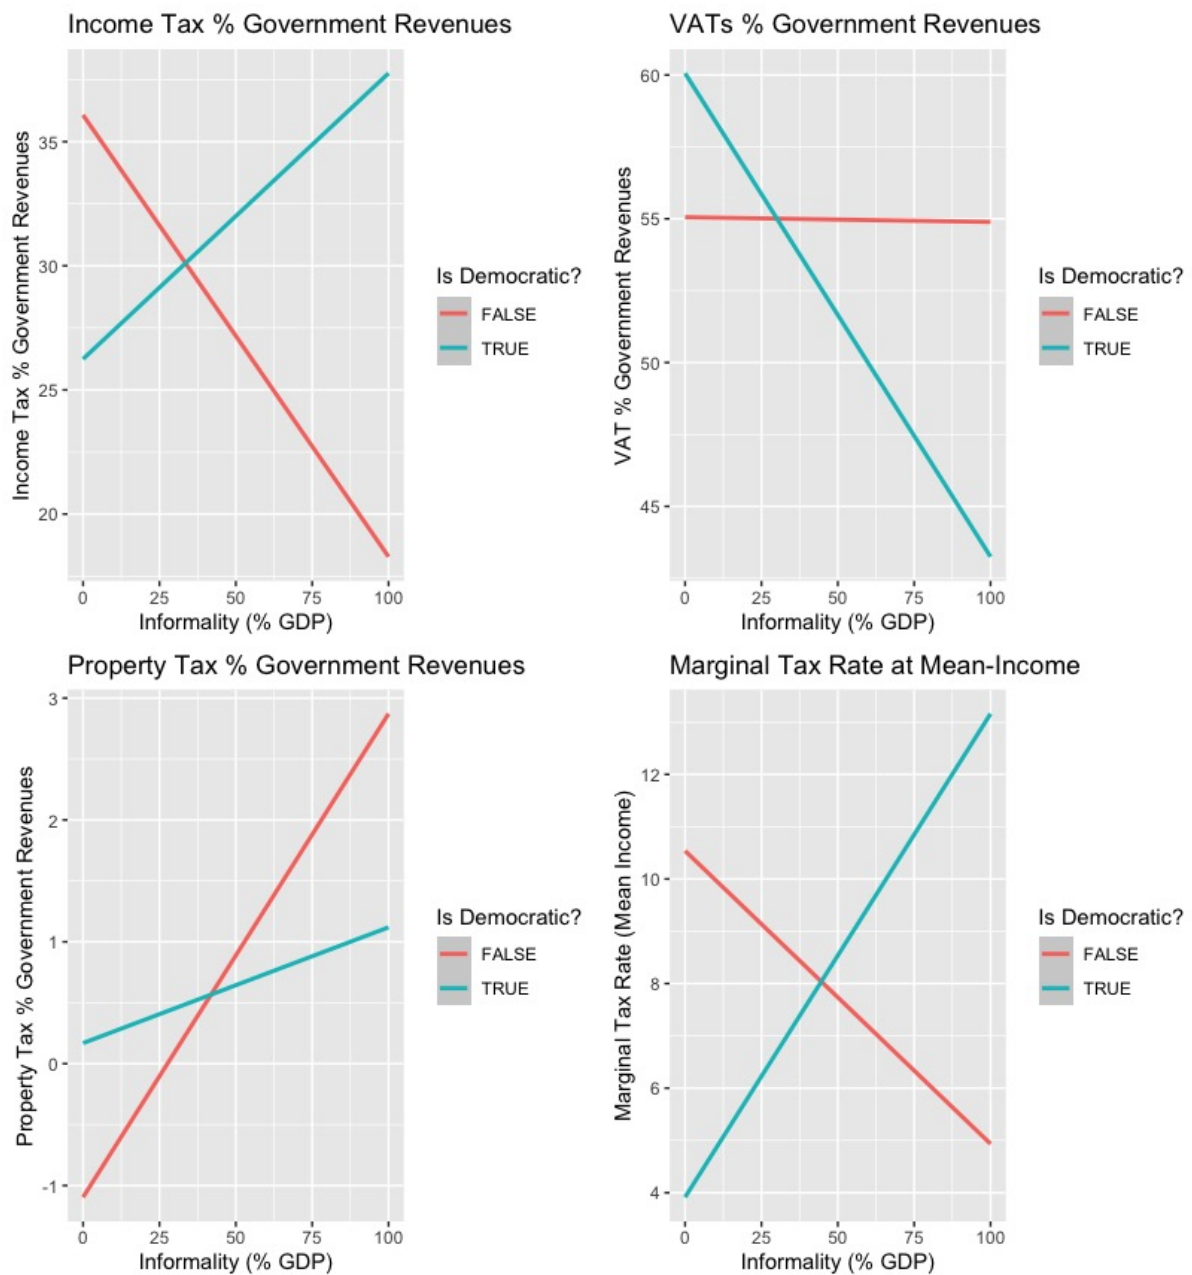 Income Tax % Government Revenues
Income Tax % Government Revenues
35
30
25
20
0 25 50 75 100
Informality (% GDP)
Is Democratic?
FALSE
TRUE
VATs % Government Revenues
VAT % Government Revenues
60
55
50
45
0 25 50 75 100
Informality (% GDP)
Is Democratic?
FALSE
TRUE
Property Tax % Government Revenues
Property Tax % Government Revenues
3
2
1
0
-1
0 25 50 75 100
Informality (% GDP)
Is Democratic?
FALSE
TRUE
Marginal Tax Rate at Mean-Income
Marginal Tax Rate (Mean Income)
12
10
8
6
4
0 25 50 75 100
Informality (% GDP)
Is Democratic?
FALSE
TRUE